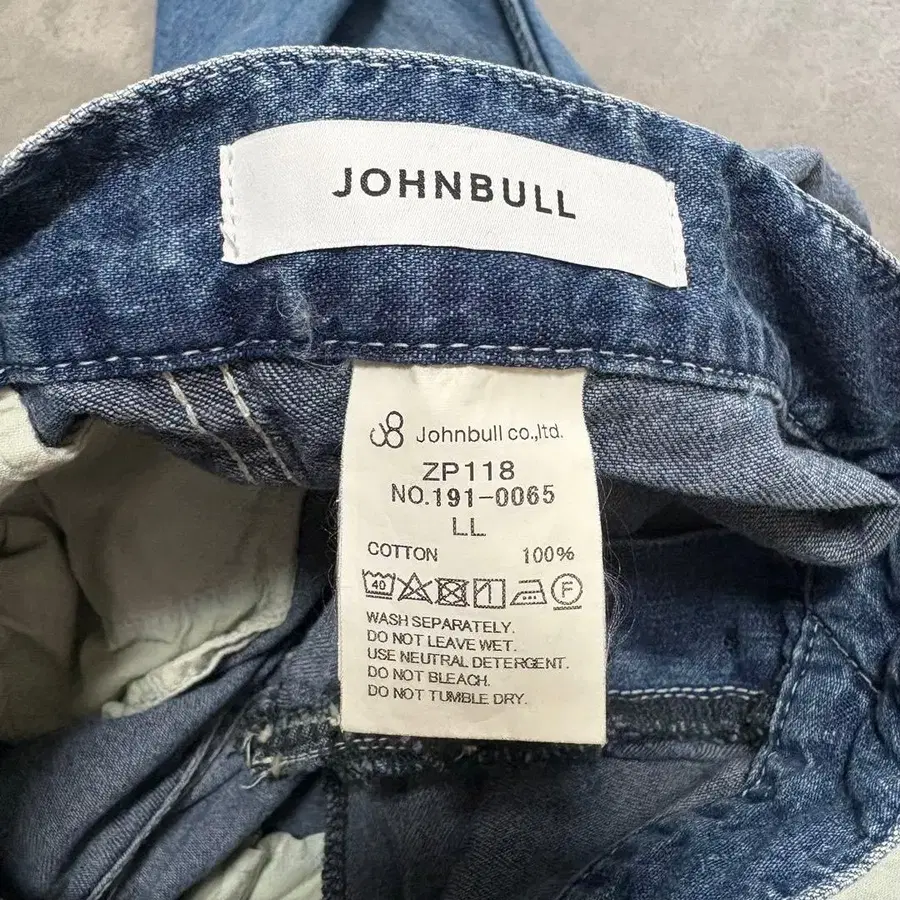 JOHNBULL
Johnbull co.,ltd.
ZP118
NO.191-0065
LL
COTTON 100%
40 F
WASH SEPARATELY.
DO NOT LEAVE WET.
USE NEUTRAL DETERGENT.
DO NOT BLEACH.
DO NOT TUMBLE DRY.